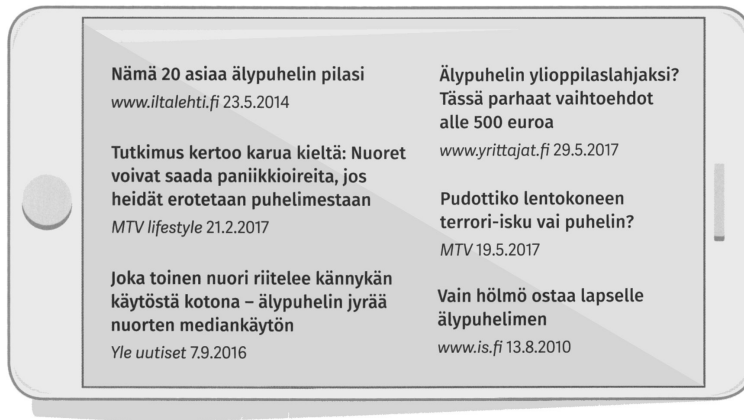 Nämä 20 asiaa älypuhelin pilasi
www.iltalehti.fi 23.5.2014
Tutkimus kertoo karua kieltä: Nuoret
voivat saada paniikkioireita, jos
heidät erotetaan puhelimestaan
MTV lifestyle 21.2.2017
Joka toinen nuori riitelee kännykän
käytöstä kotona – älypuhelin jyrää
nuorten mediankäytön
Yle uutiset 7.9.2016
Älypuhelin ylioppilaslahjaksi?
Tässä parhaat vaihtoehdot
alle 500 euroa
www.yrittajat.fi 29.5.2017
Pudottiko lentokoneen
terrori-isku vai puhelin?
MTV 19.5.2017
Vain hölmö ostaa lapselle
älypuhelimen
www.is.fi 13.8.2010